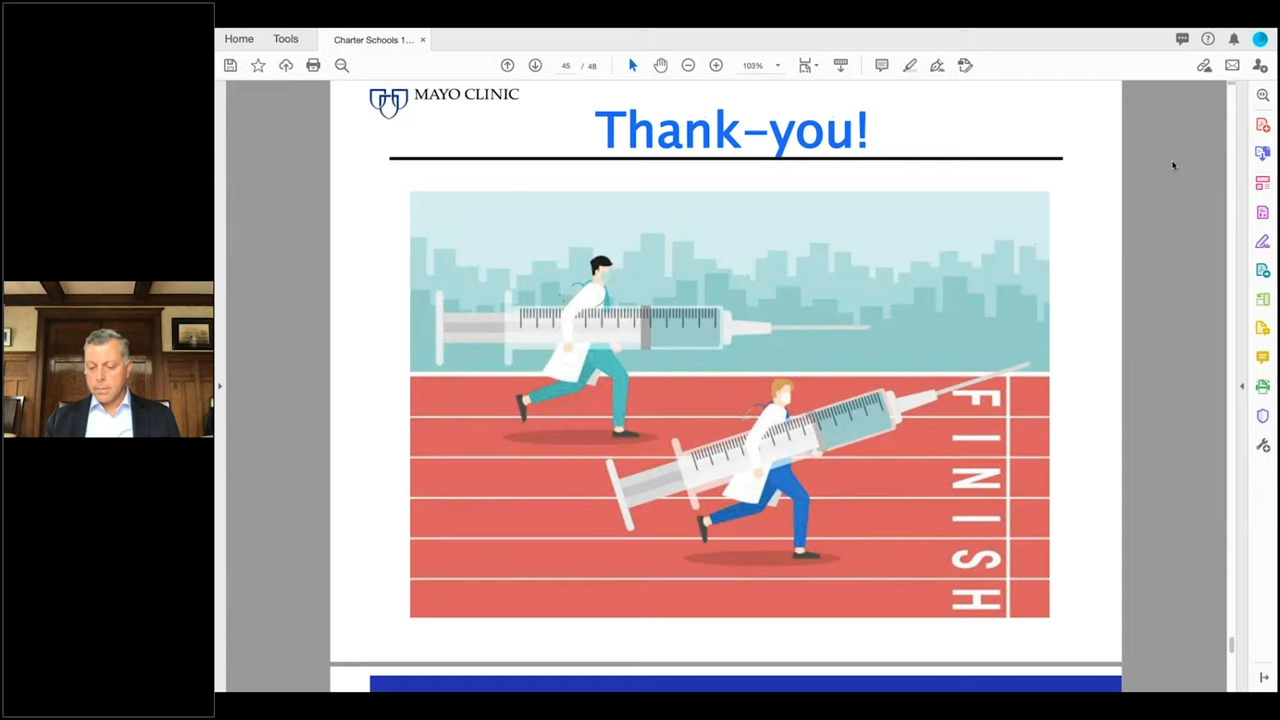 Home
Tools
Charter Schools 1...
×
45 / 48
103%
MAYO CLINIC
Thank-you!
FINISH